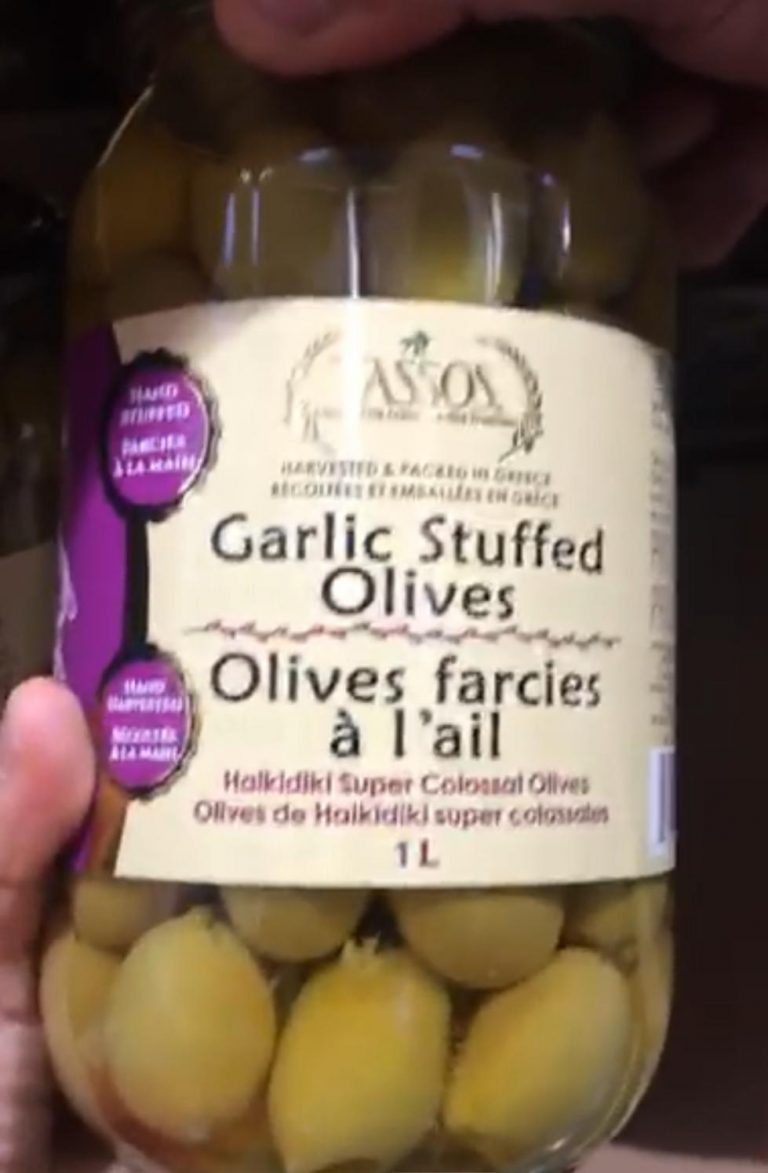 HAND
STUFFED
FARCIES
À LA MAIN
ASSOS
HARVESTED & PACKED IN GREECE
RÉCOLTÉES ET EMBALLÉES EN GRÈCE
Garlic Stuffed
Olives
Olives farcies
à l'ail
HAND
HARVESTED
RÉCOLTÉES
À LA MAIN
Halkidiki Super Colossal Olives
Olives de Halkidiki super colossales
1 L